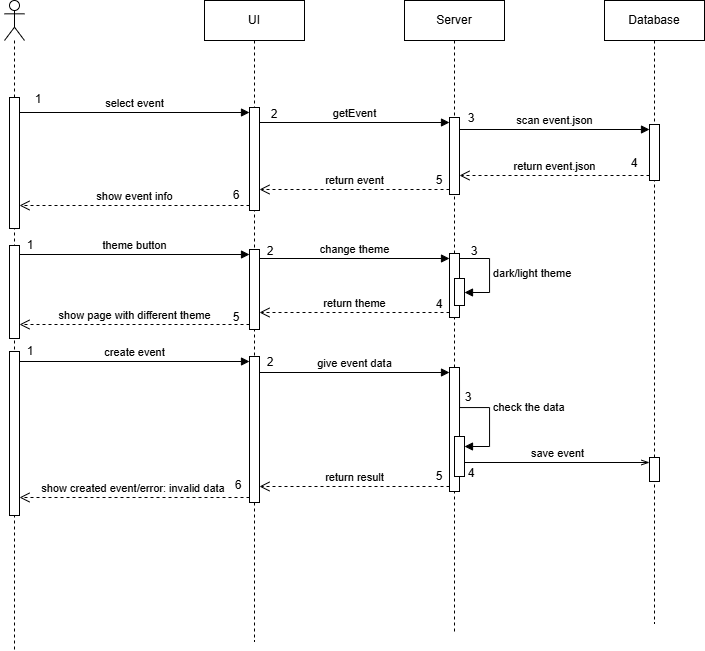 UI
Server
Database
1
select event
2
getEvent
3
scan event.json
4
return event.json
5
return event
6
show event info
1
theme button
2
change theme
3
dark/light theme
4
return theme
5
show page with different theme
1
create event
2
give event data
3
check the data
4
save event
5
return result
6
show created event/error: invalid data